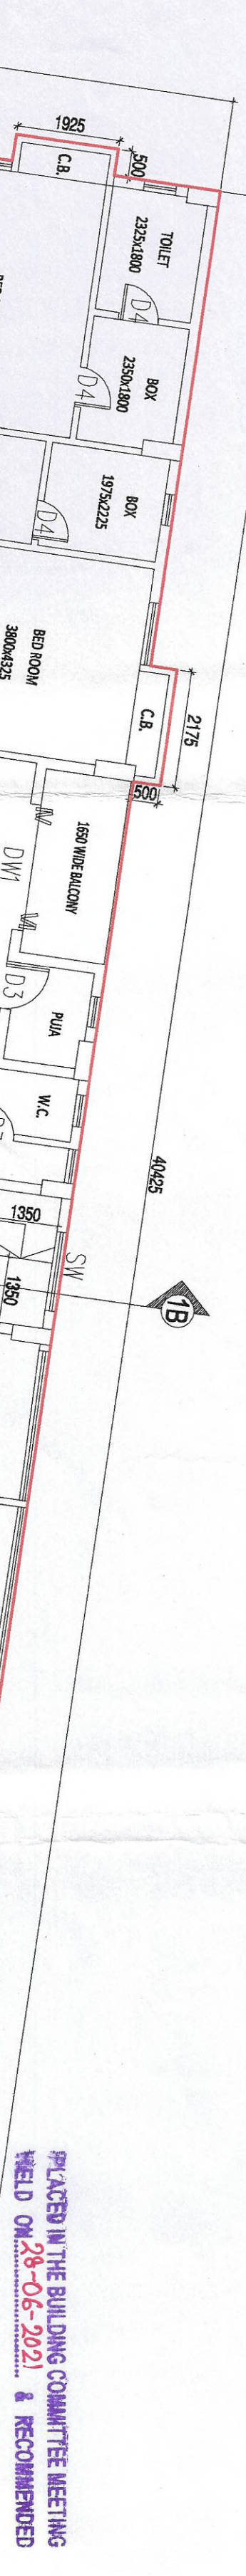 1925
500
C.B.
TOILET
2325x1800
D4
BOX
2350x1800
D4
BOX
1975x2225
D4
BED ROOM
3800x4325
C.B.
2175
500
1650 WIDE BALCONY
DW1
D3
PUJA
W.C.
40425
1350
1350
SW
1B
PLACED IN THE BUILDING COMMITTEE MEETING
HELD ON 28-06-2021 & RECOMMENDED